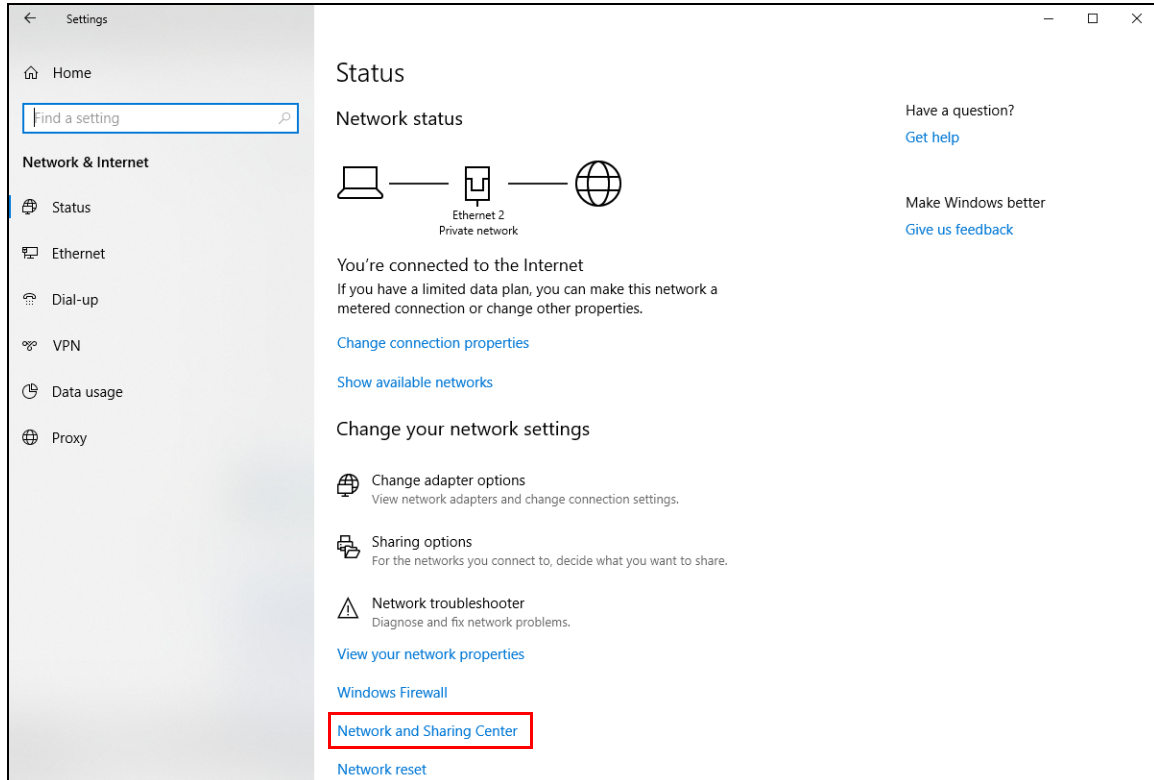 Settings
Home
Find a setting
Network & Internet
Status
Ethernet
Dial-up
VPN
Data usage
Proxy
Status
Network status
Ethernet 2
Private network
You're connected to the Internet
If you have a limited data plan, you can make this network a
metered connection or change other properties.
Change connection properties
Show available networks
Change your network settings
Change adapter options
View network adapters and change connection settings.
Sharing options
For the networks you connect to, decide what you want to share.
Network troubleshooter
Diagnose and fix network problems.
View your network properties
Windows Firewall
Network and Sharing Center
Network reset
Have a question?
Get help
Make Windows better
Give us feedback